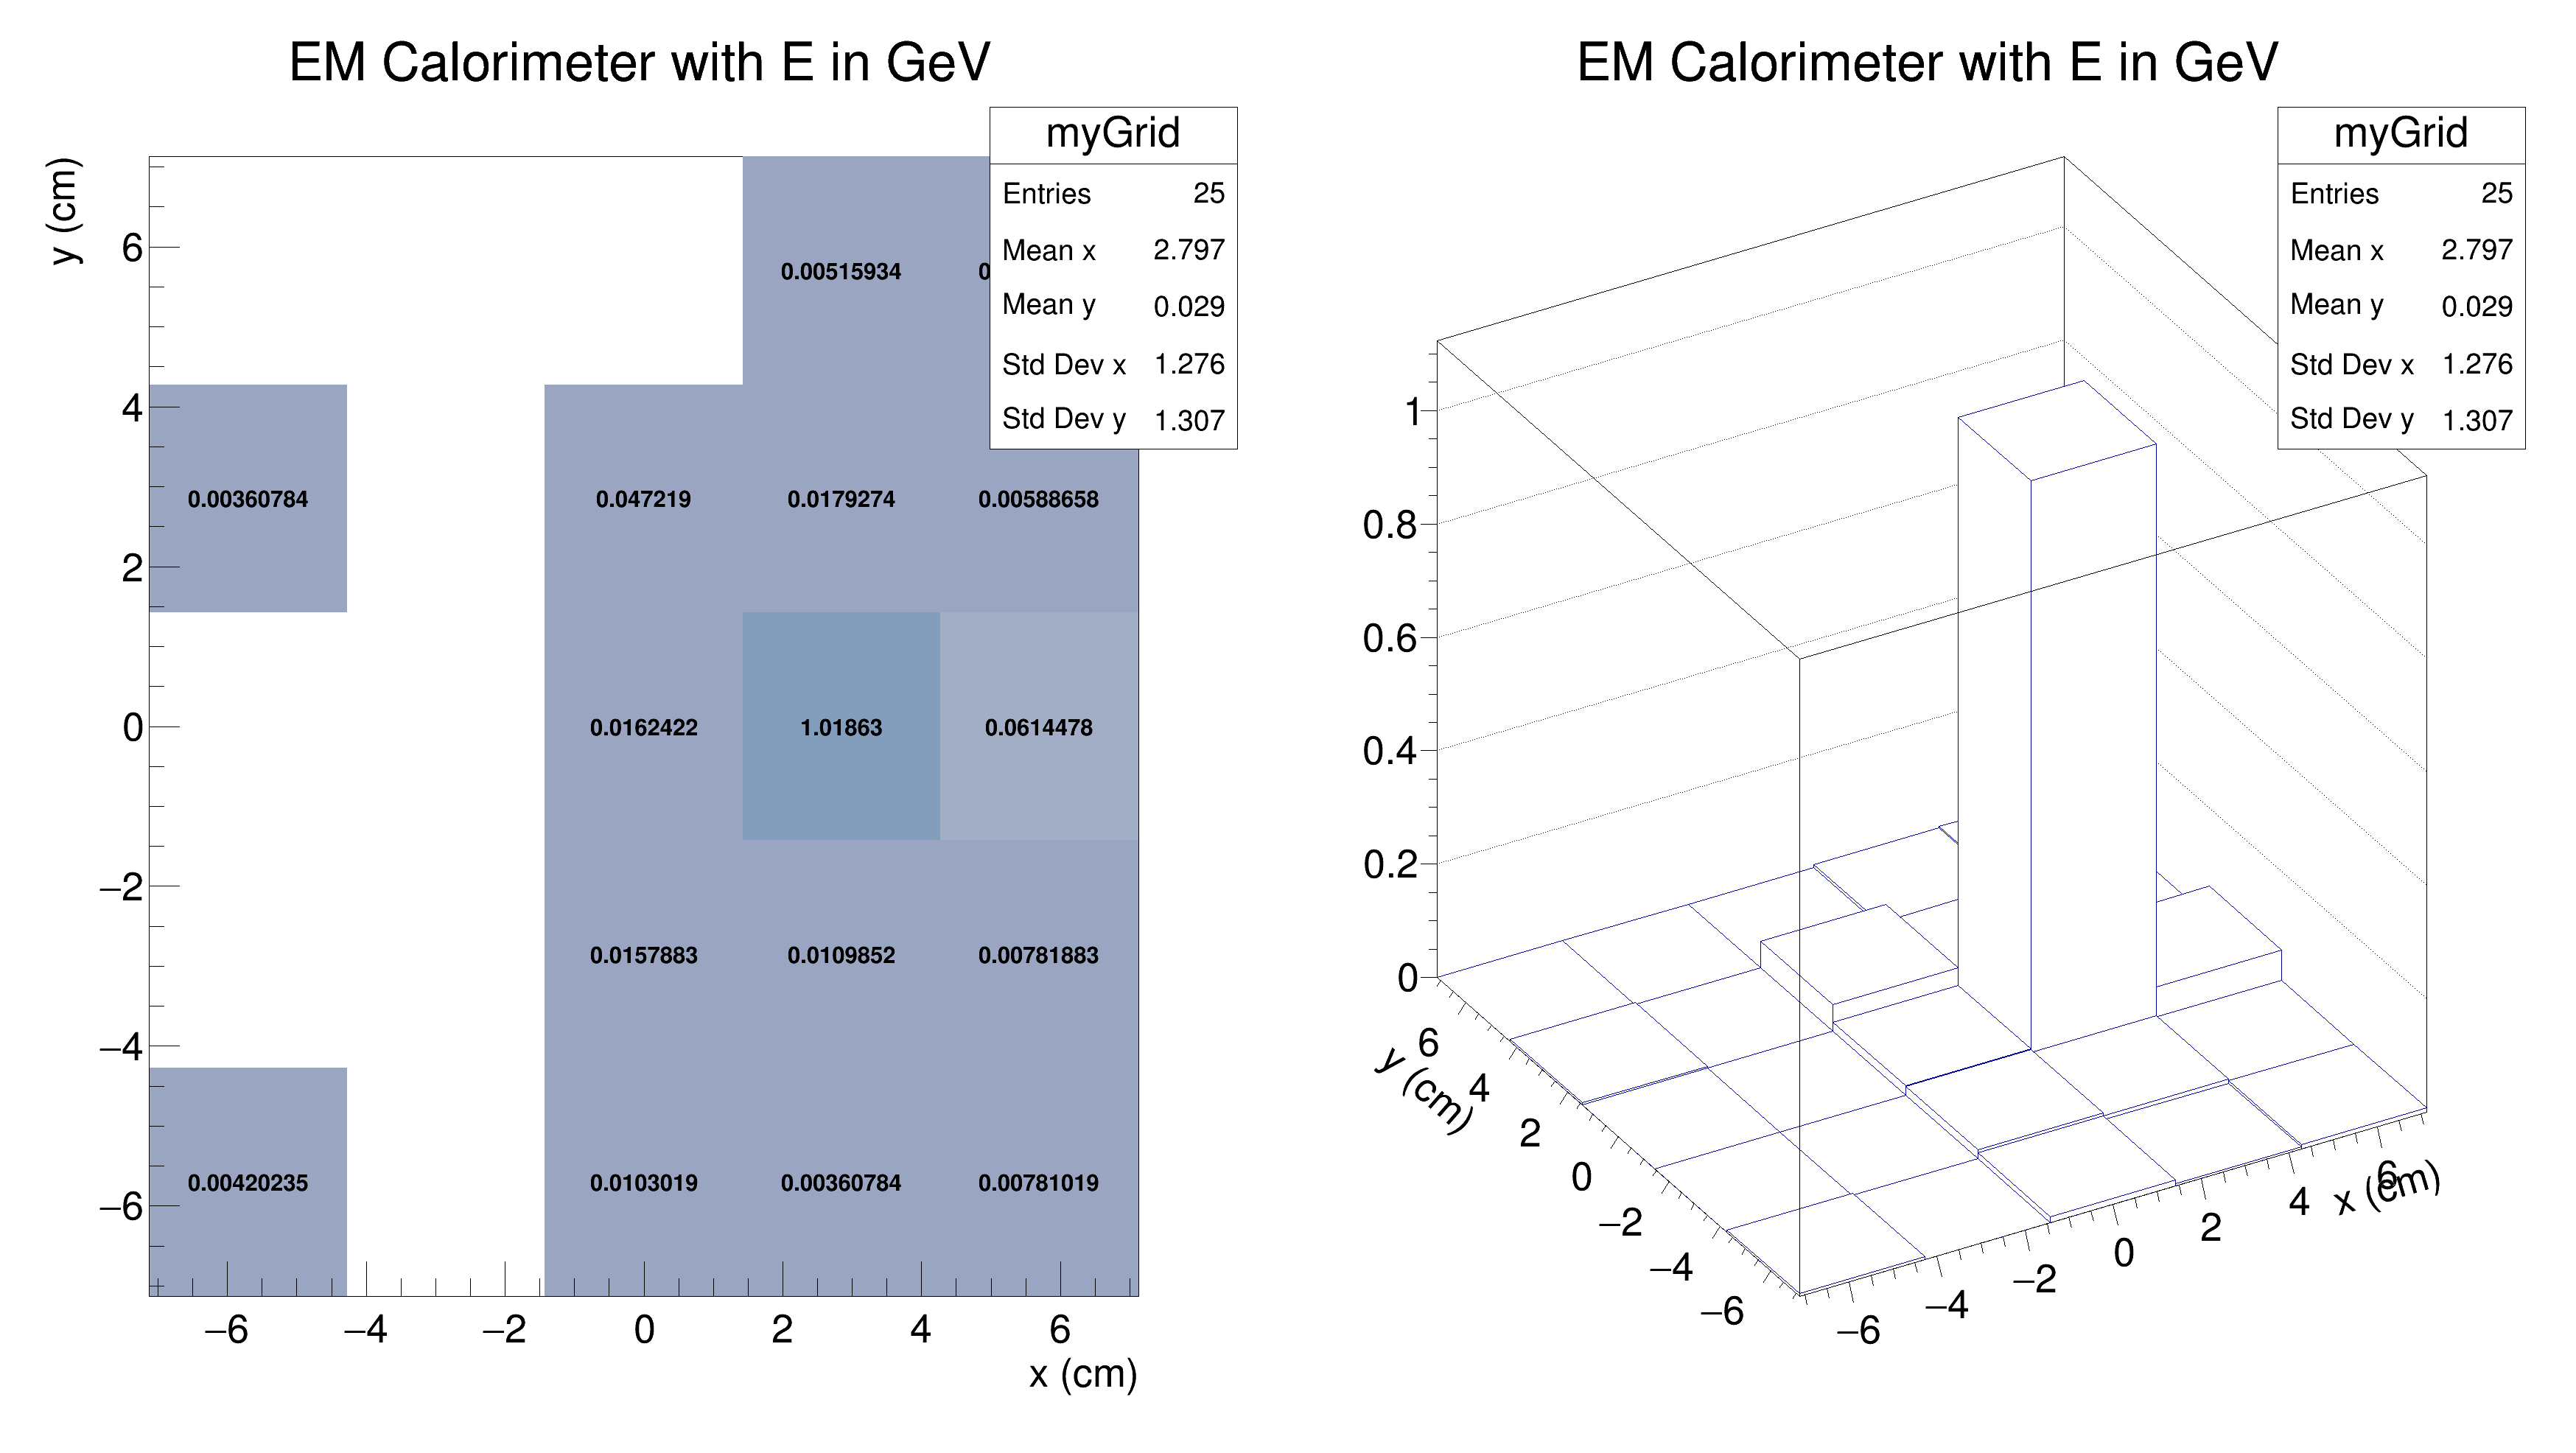 EM Calorimeter with E in GeV
myGrid
Entries 25
Mean x 2.797
Mean y 0.029
Std Dev x 1.276
Std Dev y 1.307
y (cm)
6
4
2
0
−2
−4
−6
0.00515934
0.00360784 0.047219 0.0179274 0.00588658
0.0162422 1.01863 0.0614478
0.0157883 0.0109852 0.00781883
0.00420235 0.0103019 0.00360784 0.00781019
−6 −4 −2 0 2 4 6
x (cm)
EM Calorimeter with E in GeV
myGrid
Entries 25
Mean x 2.797
Mean y 0.029
Std Dev x 1.276
Std Dev y 1.307
1
0.8
0.6
0.4
0.2
0
6
4
2
0
−2
−4
−6
y (cm)
−6
−4
−2
0
2
4
6
x (cm)